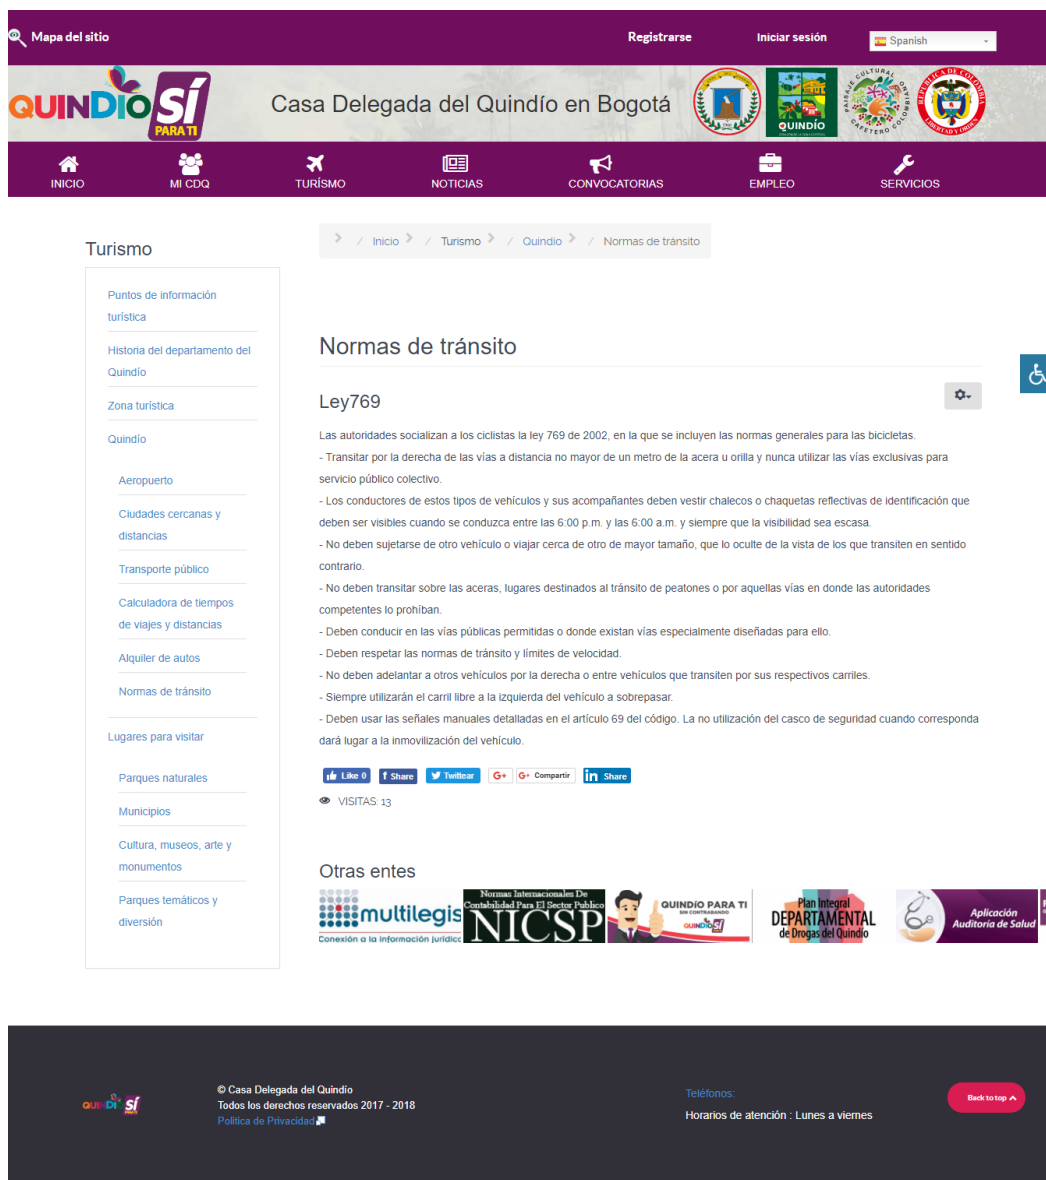 Mapa del sitio
Registrarse
Iniciar sesión
Spanish
QUINDÍO SÍ
PARA TI
Casa Delegada del Quindío en Bogotá
QUINDÍO
PAISAJE CULTURAL CAFETERO COLOMBIANO
REPUBLICA DE COLOMBIA
LIBERTAD Y ORDEN
INICIO
MI CDQ
TURÍSMO
NOTICIAS
CONVOCATORIAS
EMPLEO
SERVICIOS
/ Inicio / Turismo / Quindio / Normas de tránsito
Turismo
Puntos de información
turística
Historia del departamento del
Quindío
Zona turística
Quindío
Aeropuerto
Ciudades cercanas y
distancias
Transporte público
Calculadora de tiempos
de viajes y distancias
Alquiler de autos
Normas de tránsito
Lugares para visitar
Parques naturales
Municipios
Cultura, museos, arte y
monumentos
Parques temáticos y
diversión
Normas de tránsito
Ley769
Las autoridades socializan a los ciclistas la ley 769 de 2002, en la que se incluyen las normas generales para las bicicletas.
- Transitar por la derecha de las vías a distancia no mayor de un metro de la acera u orilla y nunca utilizar las vías exclusivas para
servicio público colectivo.
- Los conductores de estos tipos de vehículos y sus acompañantes deben vestir chalecos o chaquetas reflectivas de identificación que
deben ser visibles cuando se conduzca entre las 6:00 p.m. y las 6:00 a.m. y siempre que la visibilidad sea escasa.
- No deben sujetarse de otro vehículo o viajar cerca de otro de mayor tamaño, que lo oculte de la vista de los que transiten en sentido
contrario.
- No deben transitar sobre las aceras, lugares destinados al tránsito de peatones o por aquellas vías en donde las autoridades
competentes lo prohíban.
- Deben conducir en las vías públicas permitidas o donde existan vías especialmente diseñadas para ello.
- Deben respetar las normas de tránsito y límites de velocidad.
- No deben adelantar a otros vehículos por la derecha o entre vehículos que transiten por sus respectivos carriles.
- Siempre utilizarán el carril libre a la izquierda del vehículo a sobrepasar.
- Deben usar las señales manuales detalladas en el artículo 69 del código. La no utilización del casco de seguridad cuando corresponda
dará lugar a la inmovilización del vehículo.
Like 0
Share
Twittear
G+
G+ Compartir
in Share
VISITAS: 13
Otras entes
multilegis
Conexión a la información jurídica
Normas Internacionales De
Contabilidad Para El Sector Publico
NICSP
QUINDÍO PARA TI
SIN CONTRABANDO
QUINDÍO SÍ
Plan Integral
DEPARTAMENTAL
de Drogas del Quindío
Aplicación
Auditoría de Salud
QUINDÍO SÍ
© Casa Delegada del Quindío
Todos los derechos reservados 2017 - 2018
Politica de Privacidad
Teléfonos:
Horarios de atención : Lunes a viernes
Back to top